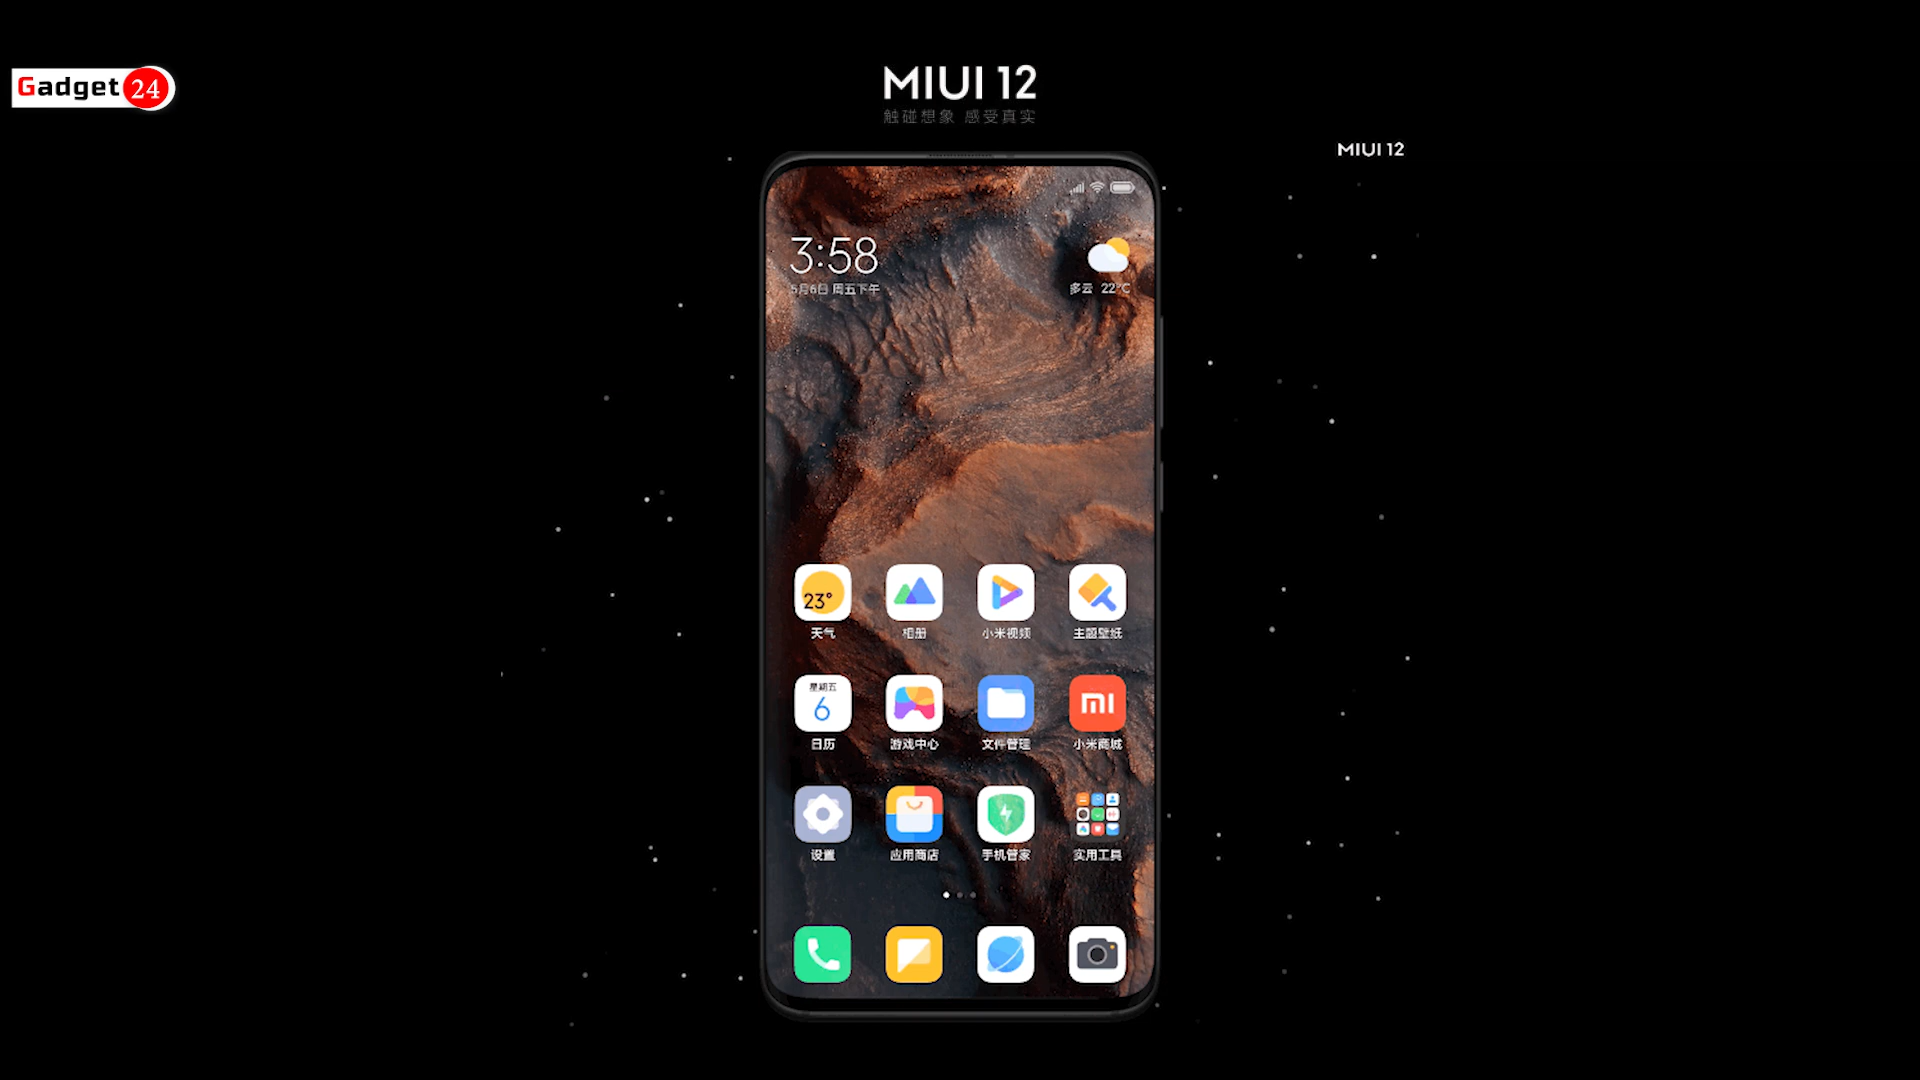 Gadget 24
MIUI 12
触碰想象 感受真实
MIUI 12
3:58
5月6日 周五下午
多云 22°C
23°
天气
相册
小米视频
主题壁纸
星期五
6
日历
游戏中心
文件管理
mi
小米商城
设置
应用商店
手机管家
实用工具